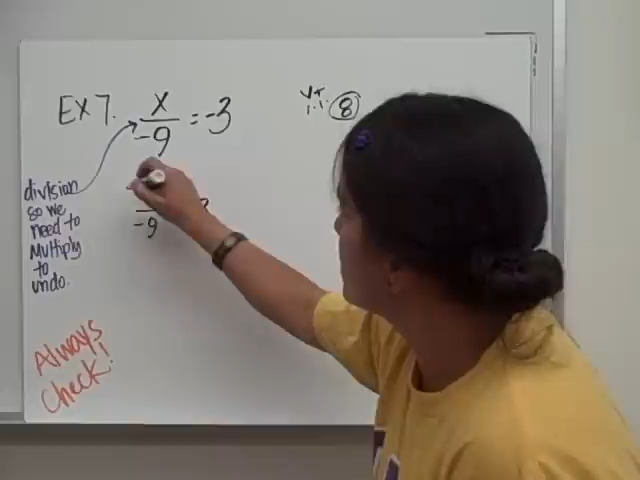 EX 7. x/-9 = -3
Y.T. 8
division
so we
need to
Multiply
to
undo.
-9
Always
Check!